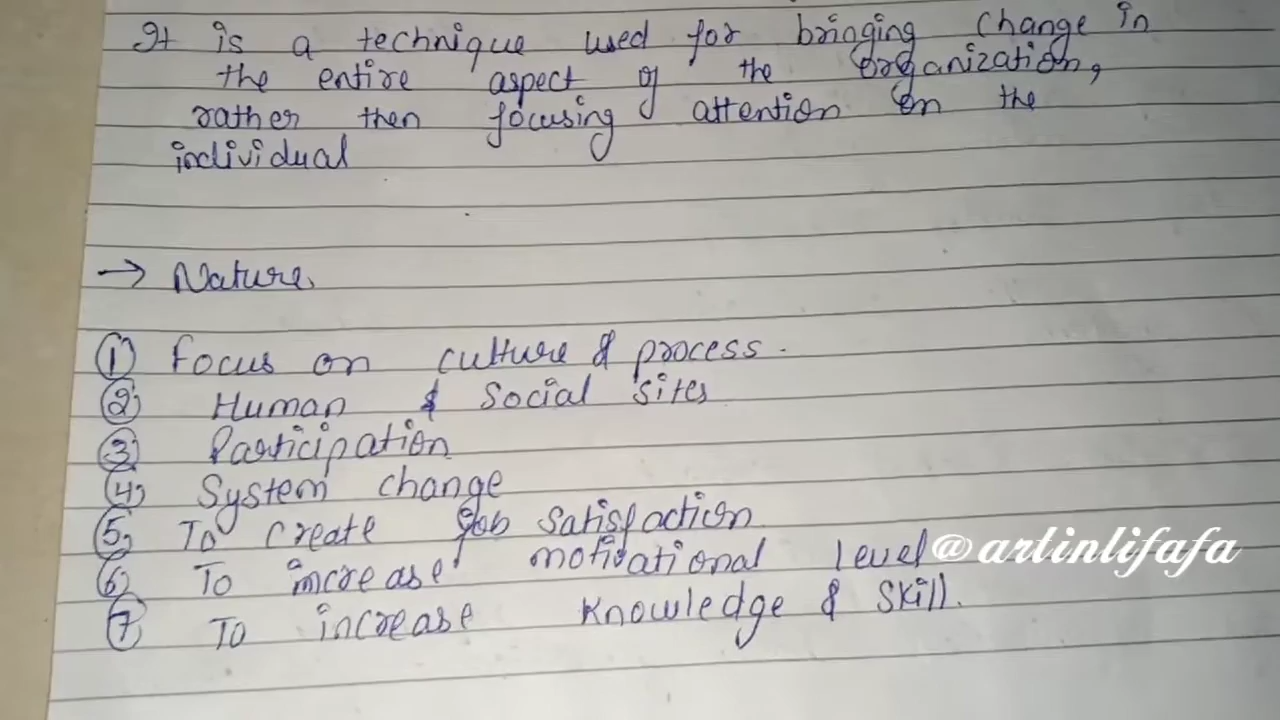 It is a technique used for bringing change in
the entire aspect of the organization,
rather then focusing attention on the
individual
→ Nature.
① Focus on culture & process.
② Human & Social sites
③ Participation
④ System change
⑤ To create job satisfaction
⑥ To increase motivational level
@artinlifafa
⑦ To increase knowledge & skill.